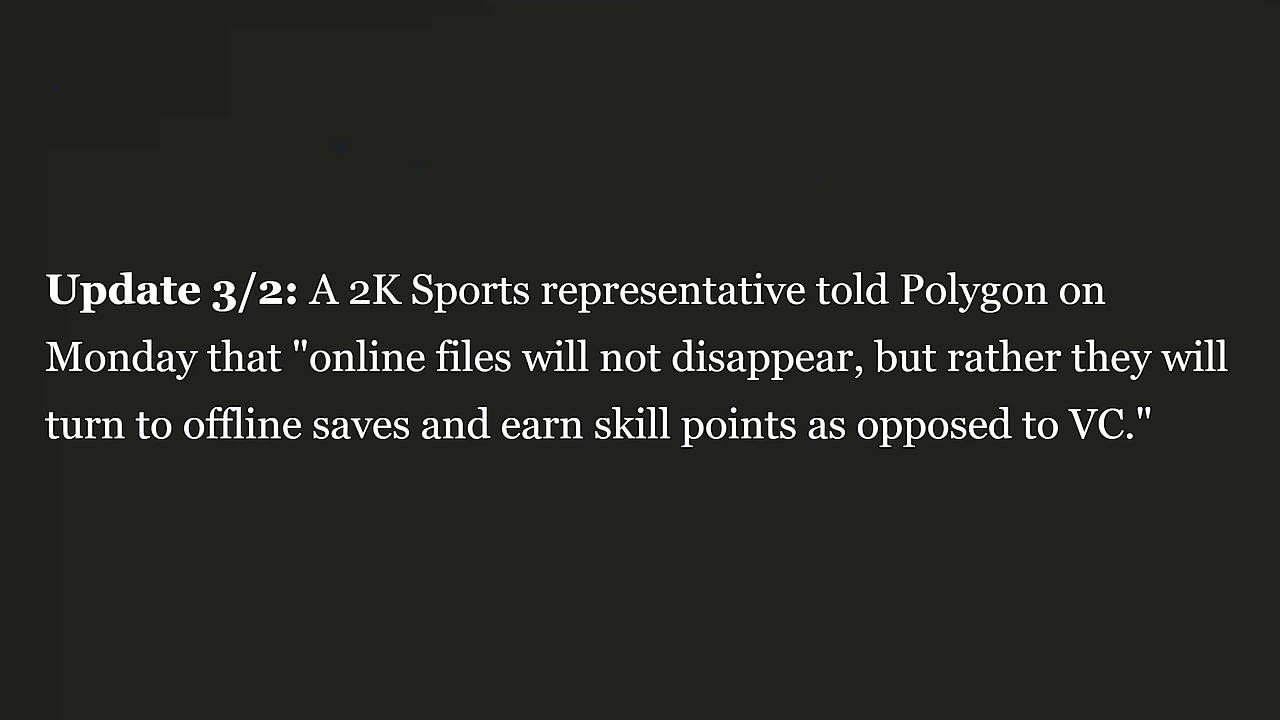 Update 3/2: A 2K Sports representative told Polygon on
Monday that "online files will not disappear, but rather they will
turn to offline saves and earn skill points as opposed to VC."